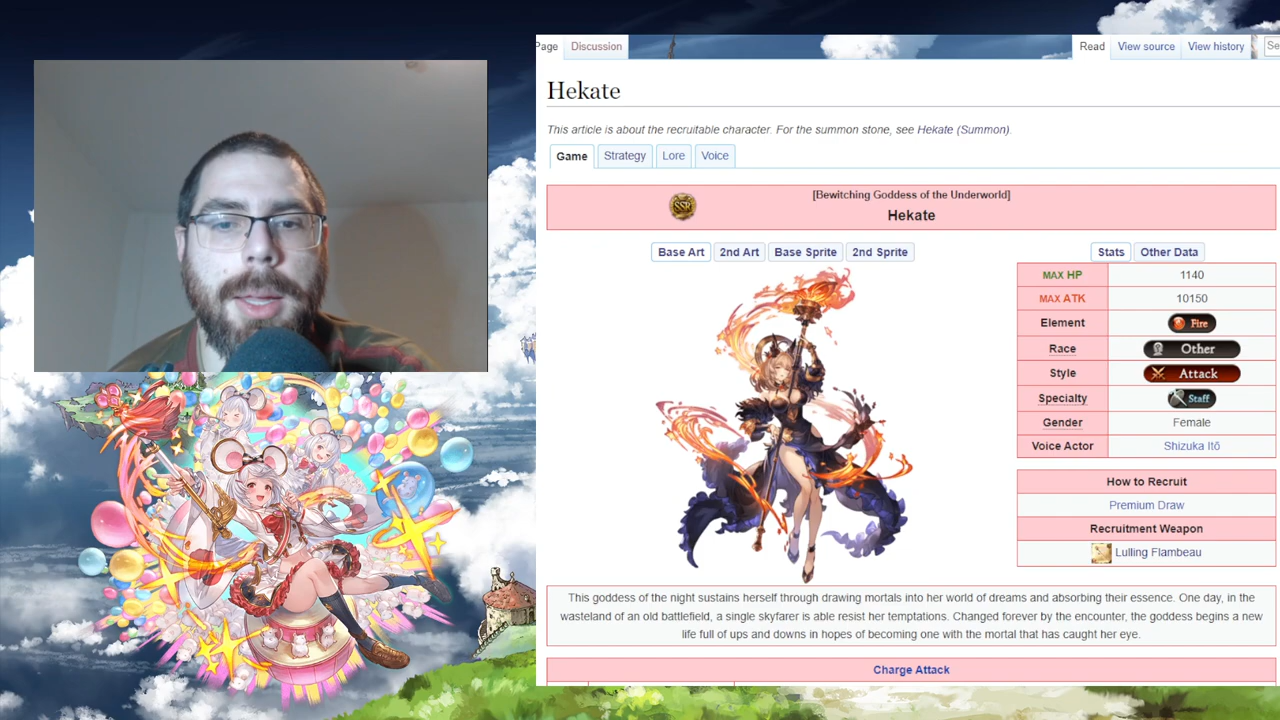 Page Discussion Read View source View history Se
Hekate
This article is about the recruitable character. For the summon stone, see Hekate (Summon).
Game Strategy Lore Voice
SSR
[Bewitching Goddess of the Underworld]
Hekate
Base Art 2nd Art Base Sprite 2nd Sprite
Stats Other Data
MAX HP 1140
MAX ATK 10150
Element Fire
Race Other
Style Attack
Specialty Staff
Gender Female
Voice Actor Shizuka Itō
How to Recruit
Premium Draw
Recruitment Weapon
Lulling Flambeau
This goddess of the night sustains herself through drawing mortals into her world of dreams and absorbing their essence. One day, in the
wasteland of an old battlefield, a single skyfarer is able resist her temptations. Changed forever by the encounter, the goddess begins a new
life full of ups and downs in hopes of becoming one with the mortal that has caught her eye.
Charge Attack